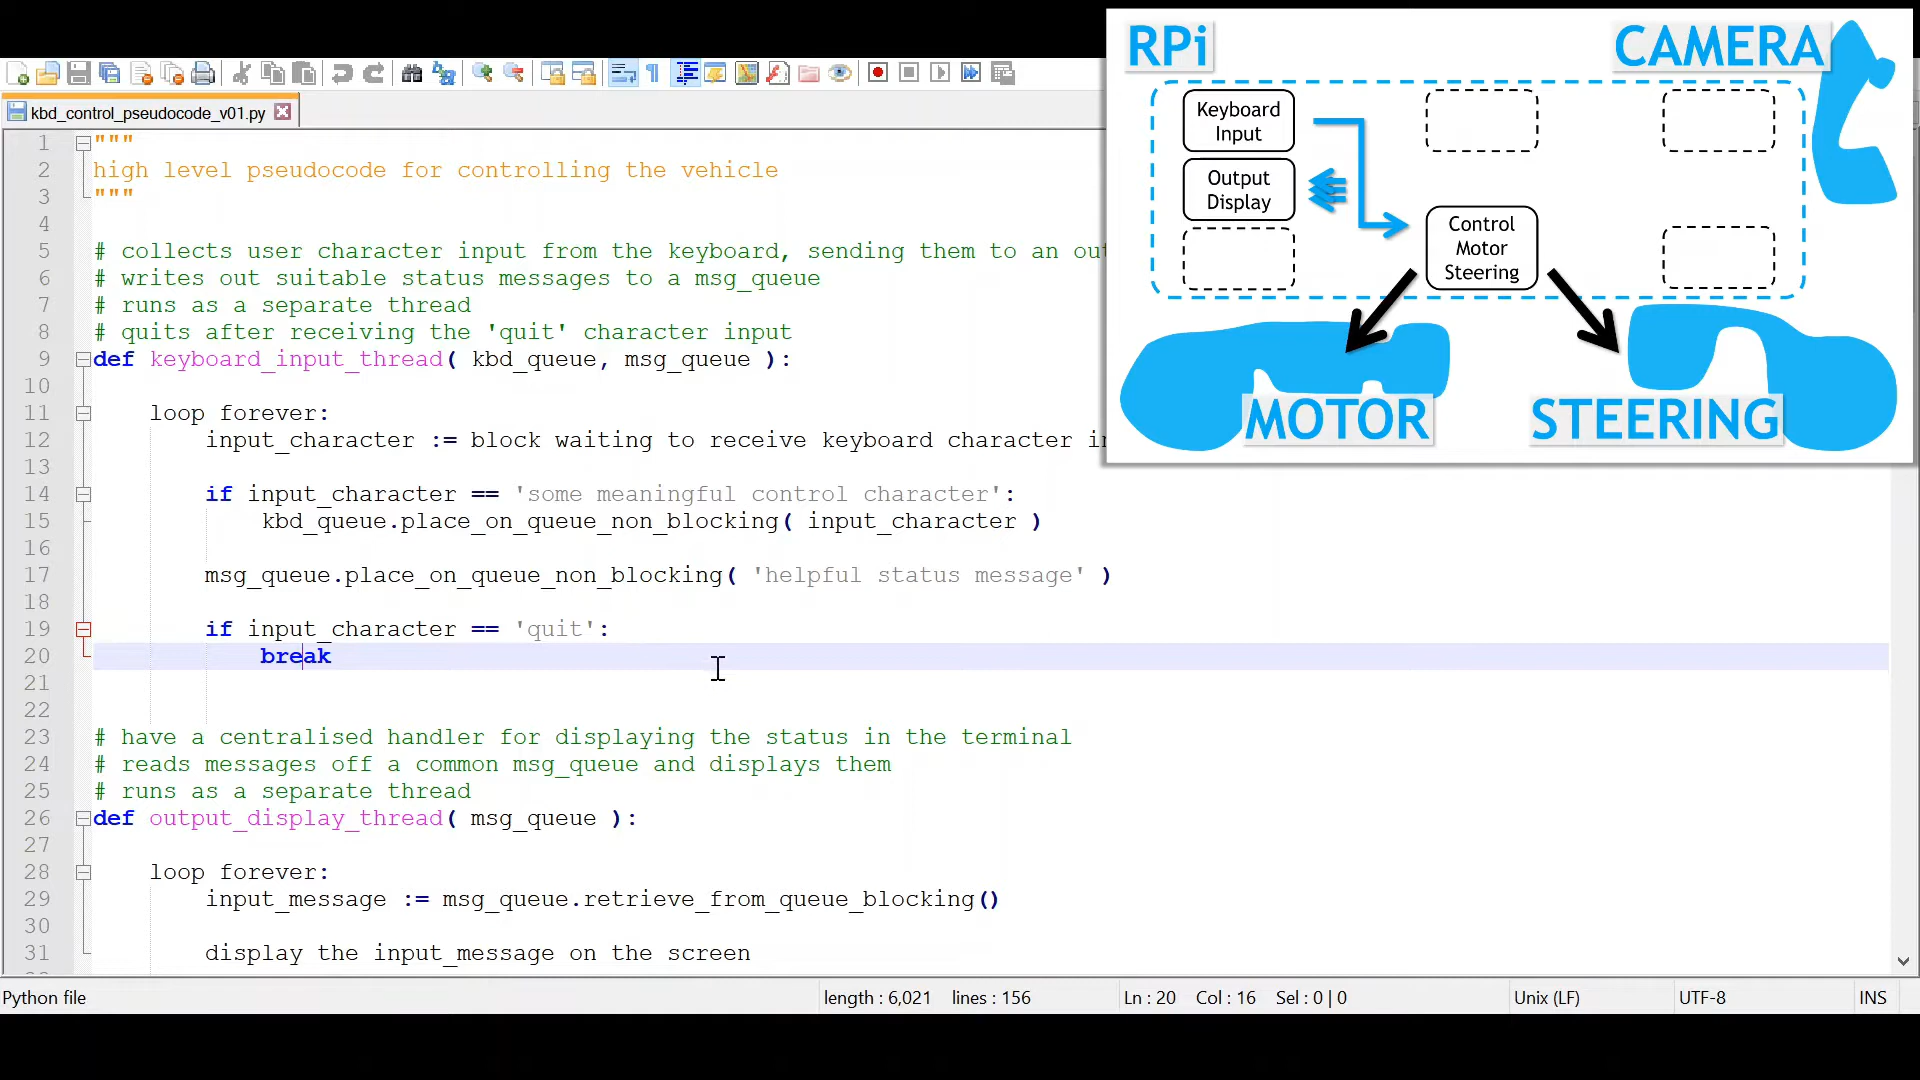 kbd_control_pseudocode_v01.py
1 """
2 high level pseudocode for controlling the vehicle
3 """
4
5 # collects user character input from the keyboard, sending them to an
6 # writes out suitable status messages to a msg_queue
7 # runs as a separate thread
8 # quits after receiving the 'quit' character input
9 def keyboard_input_thread( kbd_queue, msg_queue ):
10
11 loop forever:
12 input_character := block waiting to receive keyboard character
13
14 if input_character == 'some meaningful control character':
15 kbd_queue.place_on_queue_non_blocking( input_character )
16
17 msg_queue.place_on_queue_non_blocking( 'helpful status message' )
18
19 if input_character == 'quit':
20 break
21
22
23 # have a centralised handler for displaying the status in the terminal
24 # reads messages off a common msg_queue and displays them
25 # runs as a separate thread
26 def output_display_thread( msg_queue ):
27
28 loop forever:
29 input_message := msg_queue.retrieve_from_queue_blocking()
30
31 display the input_message on the screen
Python file
length : 6,021 lines : 156
Ln : 20 Col : 16 Sel : 0 | 0
Unix (LF)
UTF-8
INS
RPi
CAMERA
Keyboard
Input
Output
Display
Control
Motor
Steering
MOTOR
STEERING